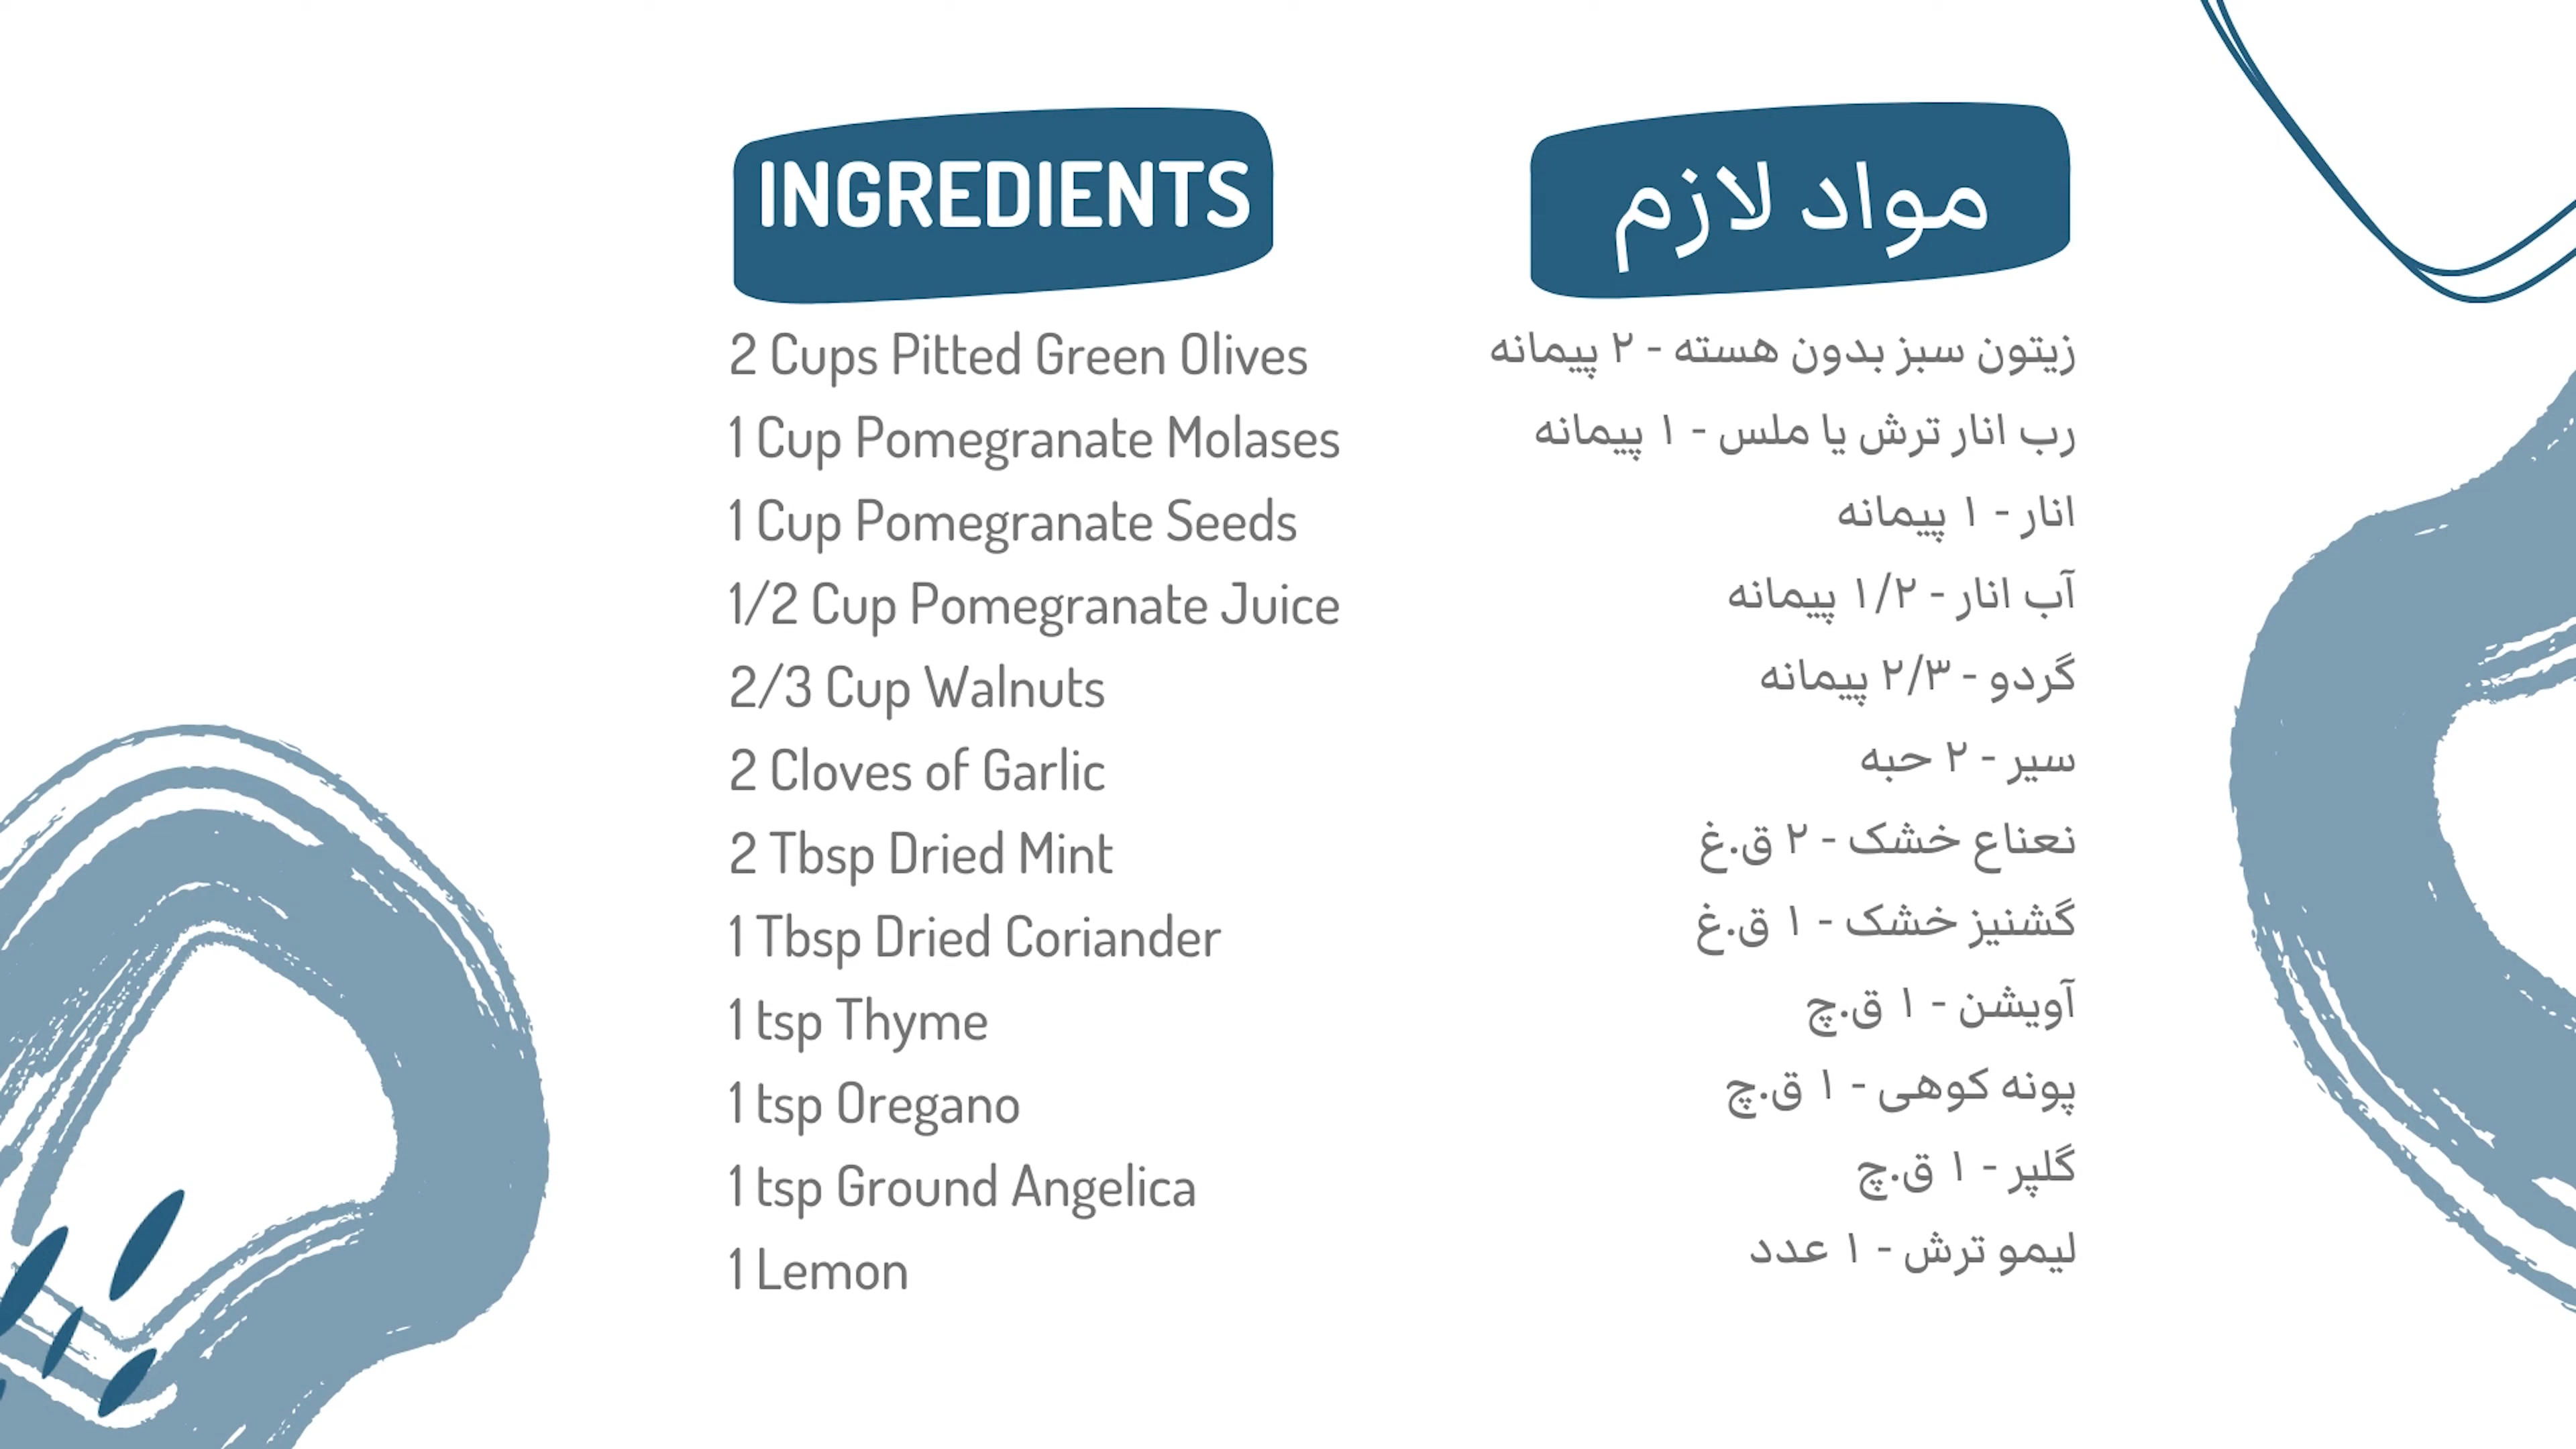 INGREDIENTS
2 Cups Pitted Green Olives
1 Cup Pomegranate Molases
1 Cup Pomegranate Seeds
1/2 Cup Pomegranate Juice
2/3 Cup Walnuts
2 Cloves of Garlic
2 Tbsp Dried Mint
1 Tbsp Dried Coriander
1 tsp Thyme
1 tsp Oregano
1 tsp Ground Angelica
1 Lemon
مواد لازم
زیتون سبز بدون هسته - ۲ پیمانه
رب انار ترش یا ملس - ۱ پیمانه
انار - ۱ پیمانه
آب انار - ۱/۲ پیمانه
گردو - ۲/۳ پیمانه
سیر - ۲ حبه
نعناع خشک - ۲ ق.غ
گشنیز خشک - ۱ ق.غ
آویشن - ۱ ق.چ
پونه کوهی - ۱ ق.چ
گلپر - ۱ ق.چ
لیمو ترش - ۱ عدد